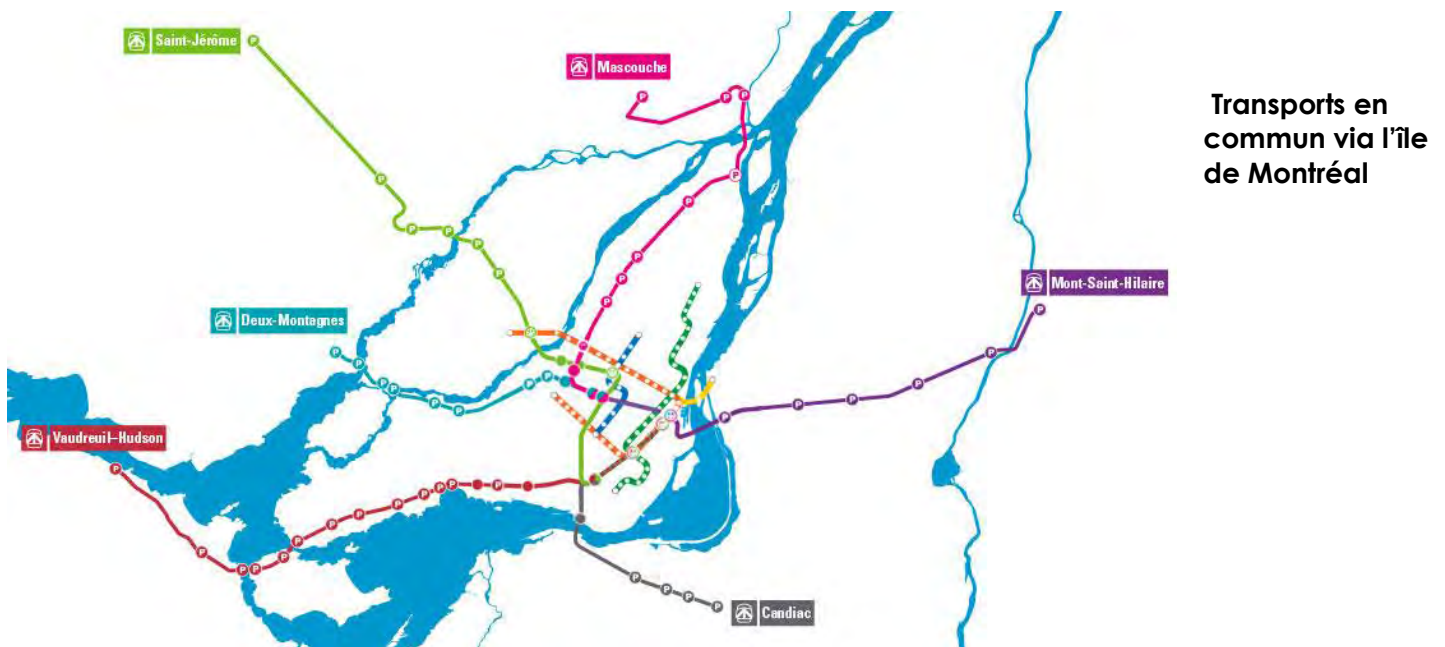 Saint-Jérôme
Mascouche
Transports en
commun via l'île
de Montréal
Mont-Saint-Hilaire
Deux-Montagnes
Vaudreuil–Hudson
Candiac